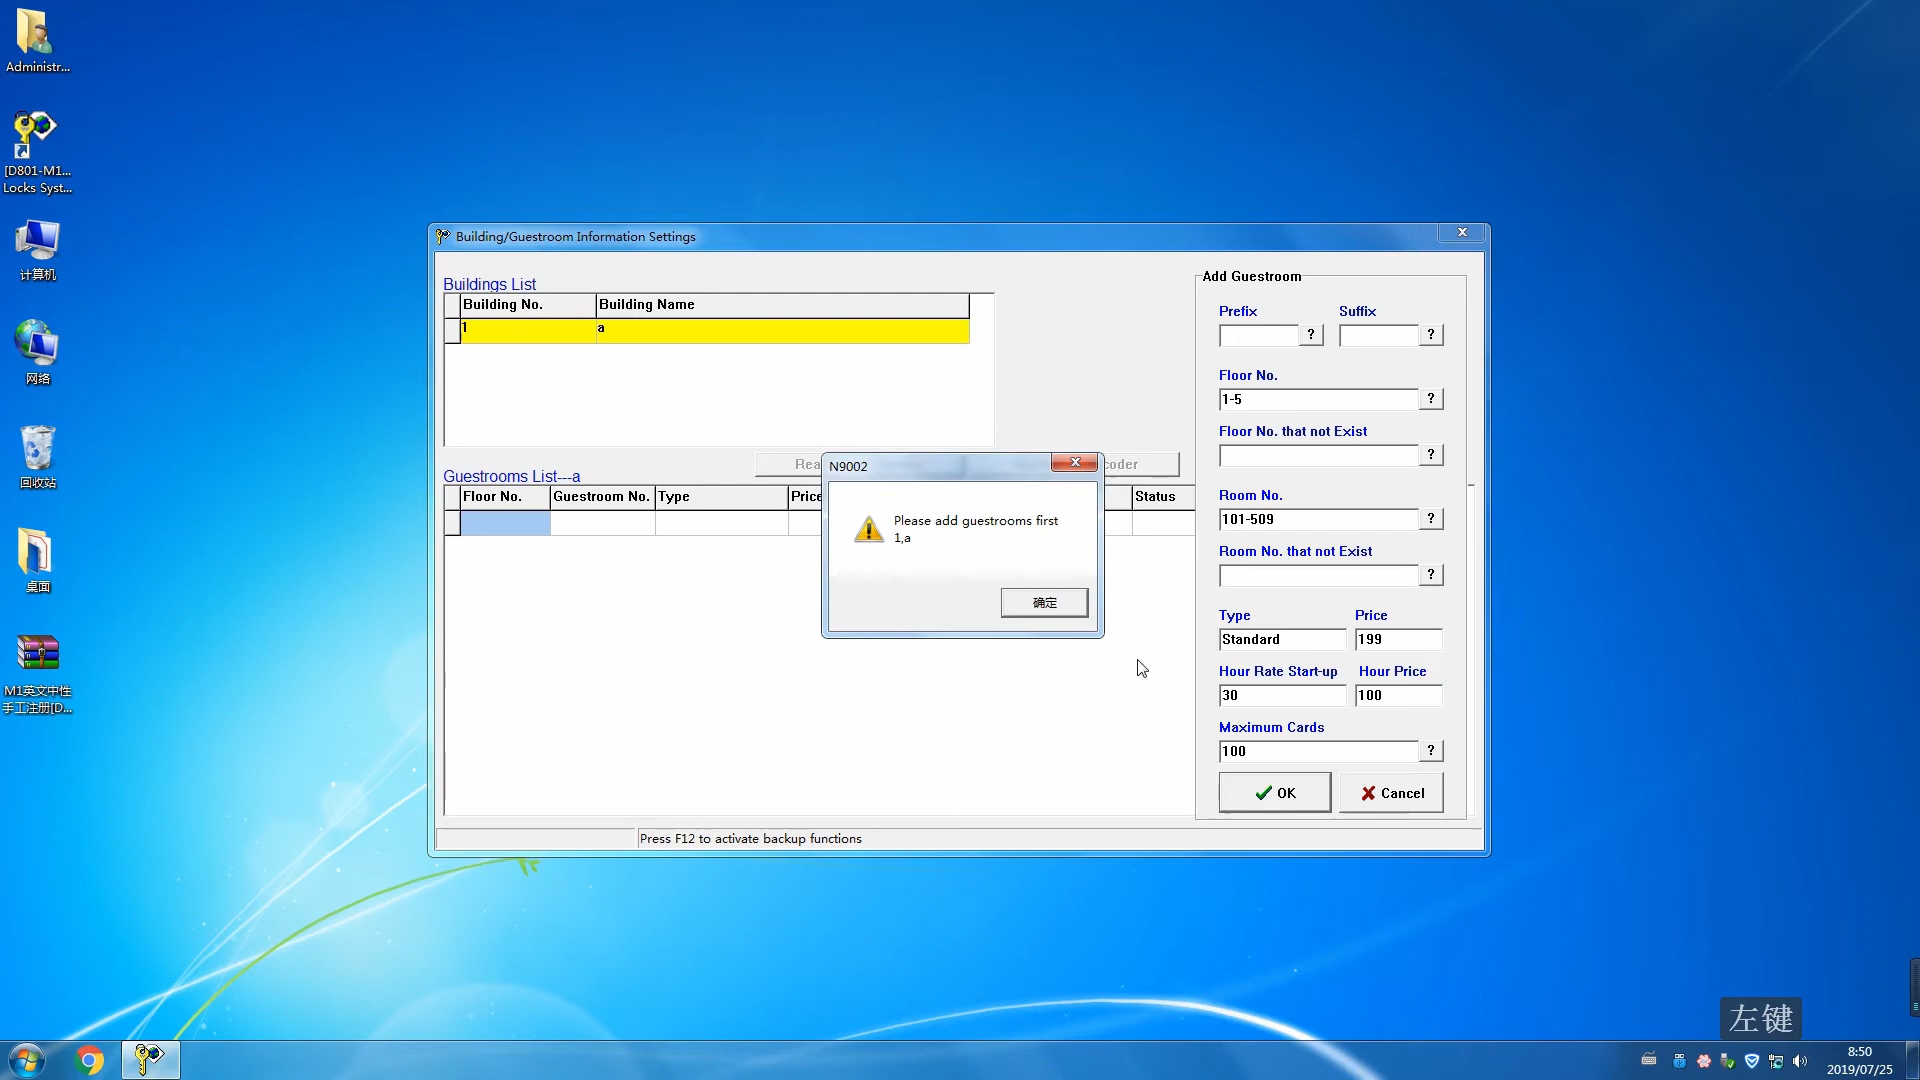 Administr...
[D801-M1...
Locks Syst...
计算机
网络
回收站
桌面
M1英文中性
手工注册[D...
Building/Guestroom Information Settings
Buildings List
Building No. Building Name
1 a
Guestrooms List---a
Floor No. Guestroom No. Type Price Status
Rea
coder
N9002
Please add guestrooms first
1,a
确定
Add Guestroom
Prefix Suffix
? ?
Floor No.
1-5 ?
Floor No. that not Exist
?
Room No.
101-509 ?
Room No. that not Exist
?
Type Price
Standard 199
Hour Rate Start-up Hour Price
30 100
Maximum Cards
100 ?
OK Cancel
Press F12 to activate backup functions
左键
8:50
2019/07/25